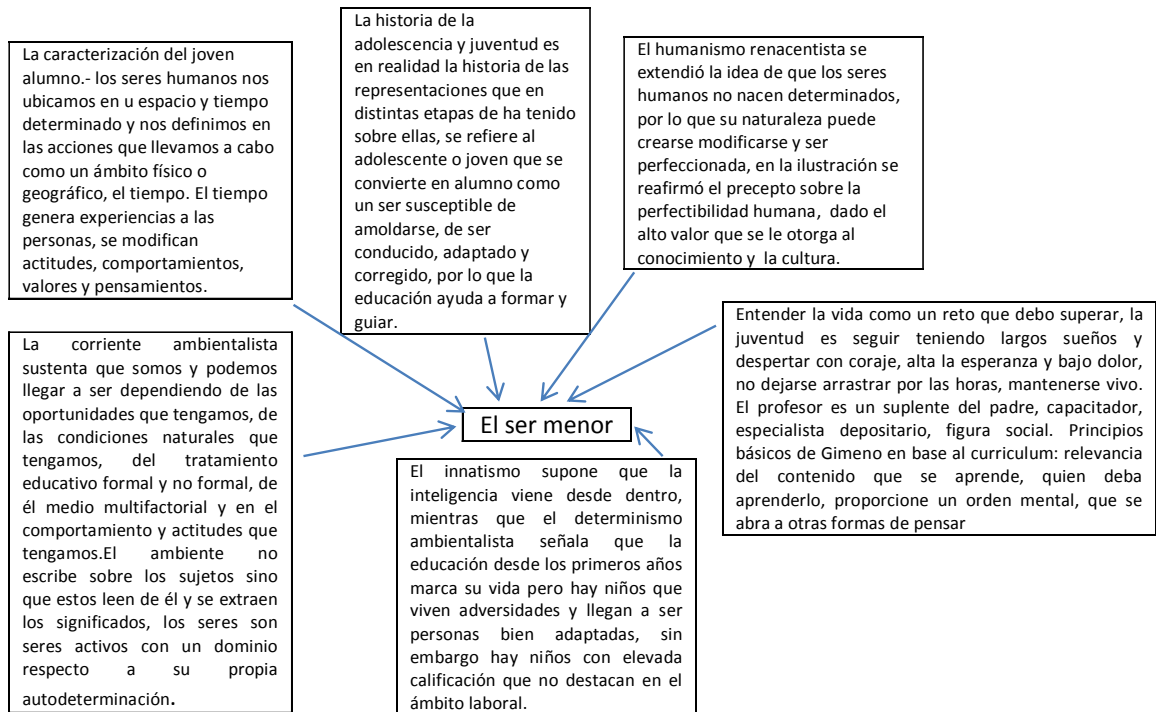 La caracterización del joven
alumno.- los seres humanos nos
ubicamos en u espacio y tiempo
determinado y nos definimos en
las acciones que llevamos a cabo
como un ámbito físico o
geográfico, el tiempo. El tiempo
genera experiencias a las
personas, se modifican
actitudes, comportamientos,
valores y pensamientos.
La historia de la
adolescencia y juventud es
en realidad la historia de las
representaciones que en
distintas etapas de ha tenido
sobre ellas, se refiere al
adolescente o joven que se
convierte en alumno como
un ser susceptible de
amoldarse, de ser
conducido, adaptado y
corregido, por lo que la
educación ayuda a formar y
guiar.
El humanismo renacentista se
extendió la idea de que los seres
humanos no nacen determinados,
por lo que su naturaleza puede
crearse modificarse y ser
perfeccionada, en la ilustración se
reafirmó el precepto sobre la
perfectibilidad humana, dado el
alto valor que se le otorga al
conocimiento y la cultura.
Entender la vida como un reto que debo superar, la
juventud es seguir teniendo largos sueños y
despertar con coraje, alta la esperanza y bajo dolor,
no dejarse arrastrar por las horas, mantenerse vivo.
El profesor es un suplente del padre, capacitador,
especialista depositario, figura social. Principios
básicos de Gimeno en base al curriculum: relevancia
del contenido que se aprende, quien deba
aprenderlo, proporcione un orden mental, que se
abra a otras formas de pensar
La corriente ambientalista
sustenta que somos y podemos
llegar a ser dependiendo de las
oportunidades que tengamos, de
las condiciones naturales que
tengamos, del tratamiento
educativo formal y no formal, de
él medio multifactorial y en el
comportamiento y actitudes que
tengamos.El ambiente no
escribe sobre los sujetos sino
que estos leen de él y se extraen
los significados, los seres son
seres activos con un dominio
respecto a su propia
autodeterminación.
El ser menor
El innatismo supone que la
inteligencia viene desde dentro,
mientras que el determinismo
ambientalista señala que la
educación desde los primeros años
marca su vida pero hay niños que
viven adversidades y llegan a ser
personas bien adaptadas, sin
embargo hay niños con elevada
calificación que no destacan en el
ámbito laboral.